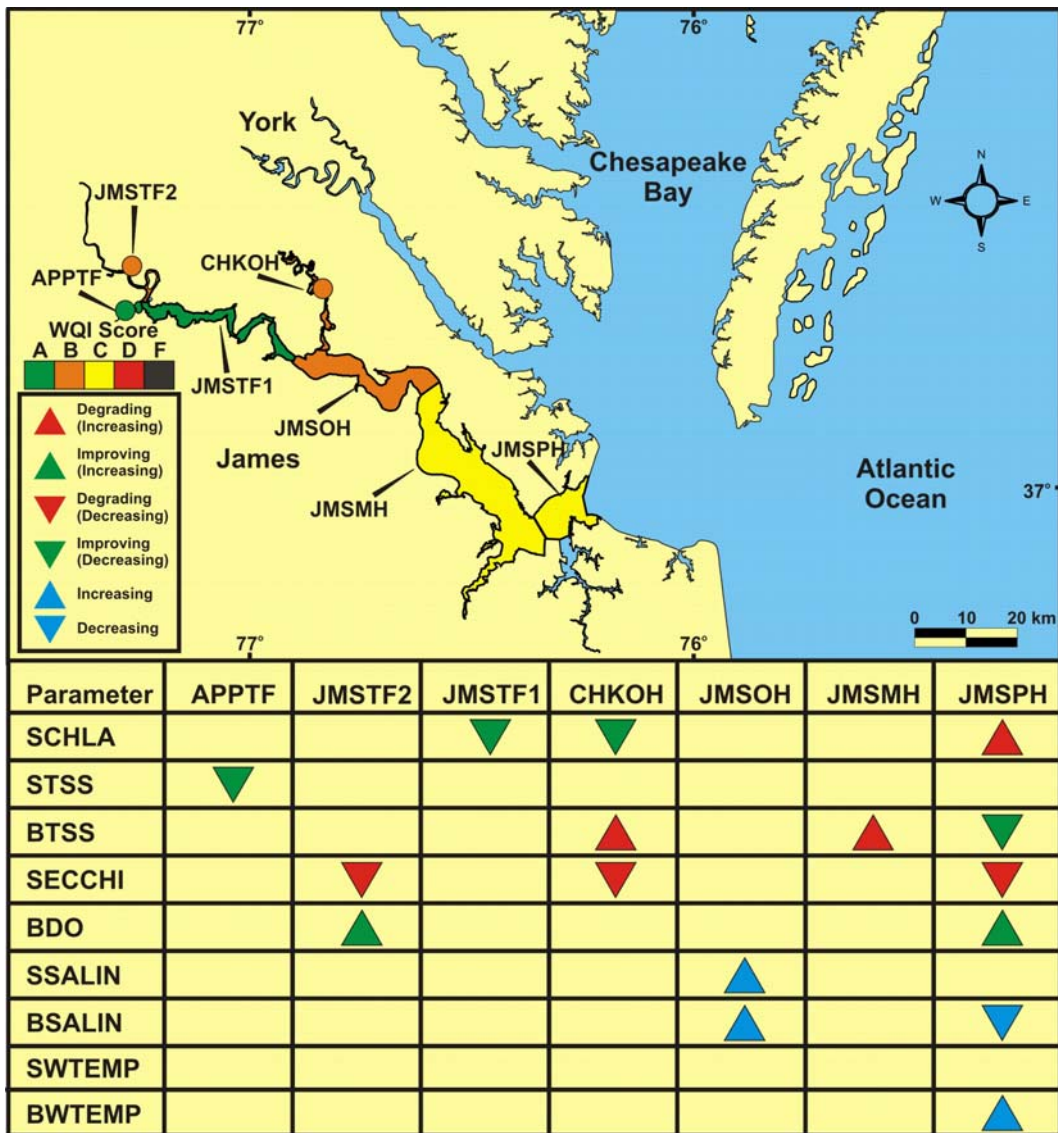 77°
76°
York
Chesapeake
Bay
N
W E
S
JMSTF2
APPTF
CHKOH
WQI Score
A B C D F
JMSTF1
JMSOH
James
JMSPH
JMSMH
Atlantic
Ocean
37°
Degrading
(Increasing)
Improving
(Increasing)
Degrading
(Decreasing)
Improving
(Decreasing)
Increasing
Decreasing
0 10 20 km
77°
76°
Parameter APPTF JMSTF2 JMSTF1 CHKOH JMSOH JMSMH JMSPH
SCHLA
STSS
BTSS
SECCHI
BDO
SSALIN
BSALIN
SWTEMP
BWTEMP